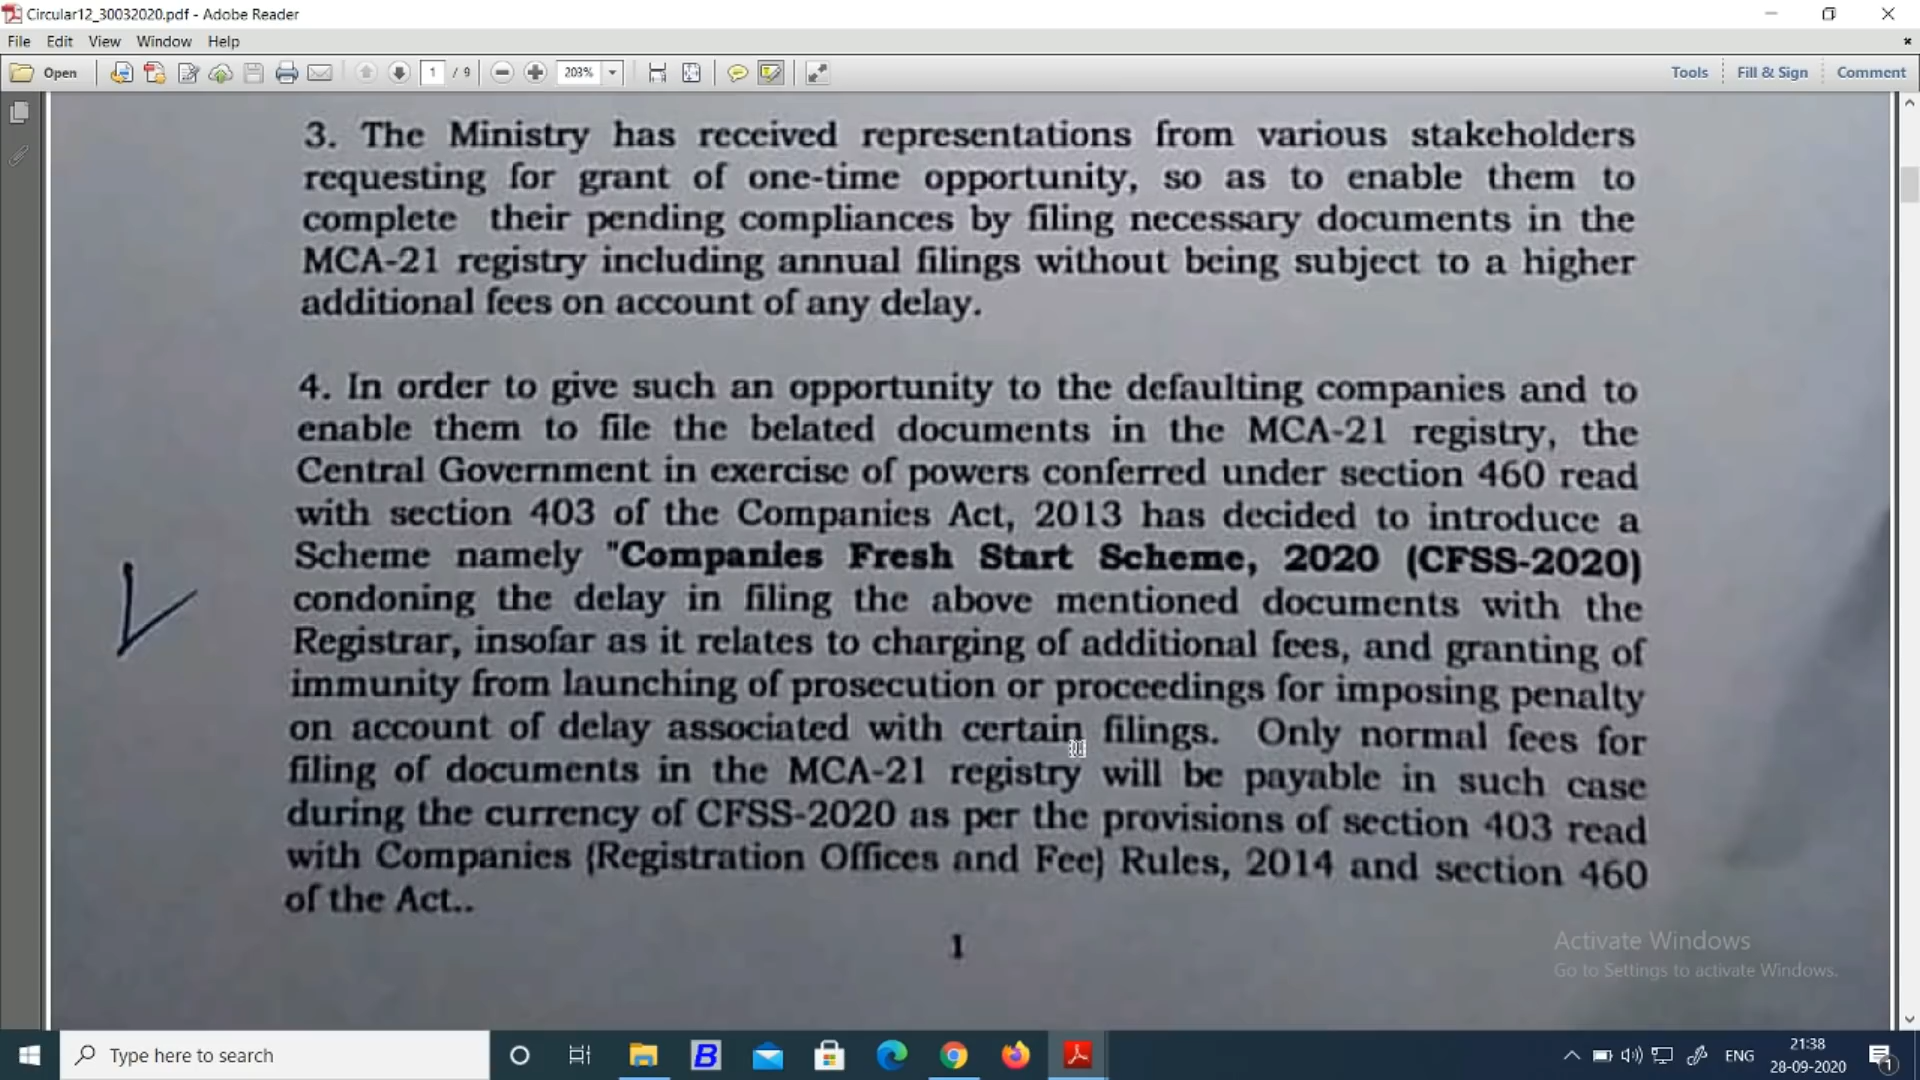 Circular12_30032020.pdf - Adobe Reader
File Edit View Window Help
Open 1 / 9 203% Tools Fill & Sign Comment
3. The Ministry has received representations from various stakeholders
requesting for grant of one-time opportunity, so as to enable them to
complete their pending compliances by filing necessary documents in the
MCA-21 registry including annual filings without being subject to a higher
additional fees on account of any delay.
4. In order to give such an opportunity to the defaulting companies and to
enable them to file the belated documents in the MCA-21 registry, the
Central Government in exercise of powers conferred under section 460 read
with section 403 of the Companies Act, 2013 has decided to introduce a
Scheme namely "Companies Fresh Start Scheme, 2020 (CFSS-2020)
condoning the delay in filing the above mentioned documents with the
Registrar, insofar as it relates to charging of additional fees, and granting of
immunity from launching of prosecution or proceedings for imposing penalty
on account of delay associated with certain filings. Only normal fees for
filing of documents in the MCA-21 registry will be payable in such case
during the currency of CFSS-2020 as per the provisions of section 403 read
with Companies (Registration Offices and Fee) Rules, 2014 and section 460
of the Act..
1
Activate Windows
Go to Settings to activate Windows.
Type here to search
B
ENG
21:38
28-09-2020
1